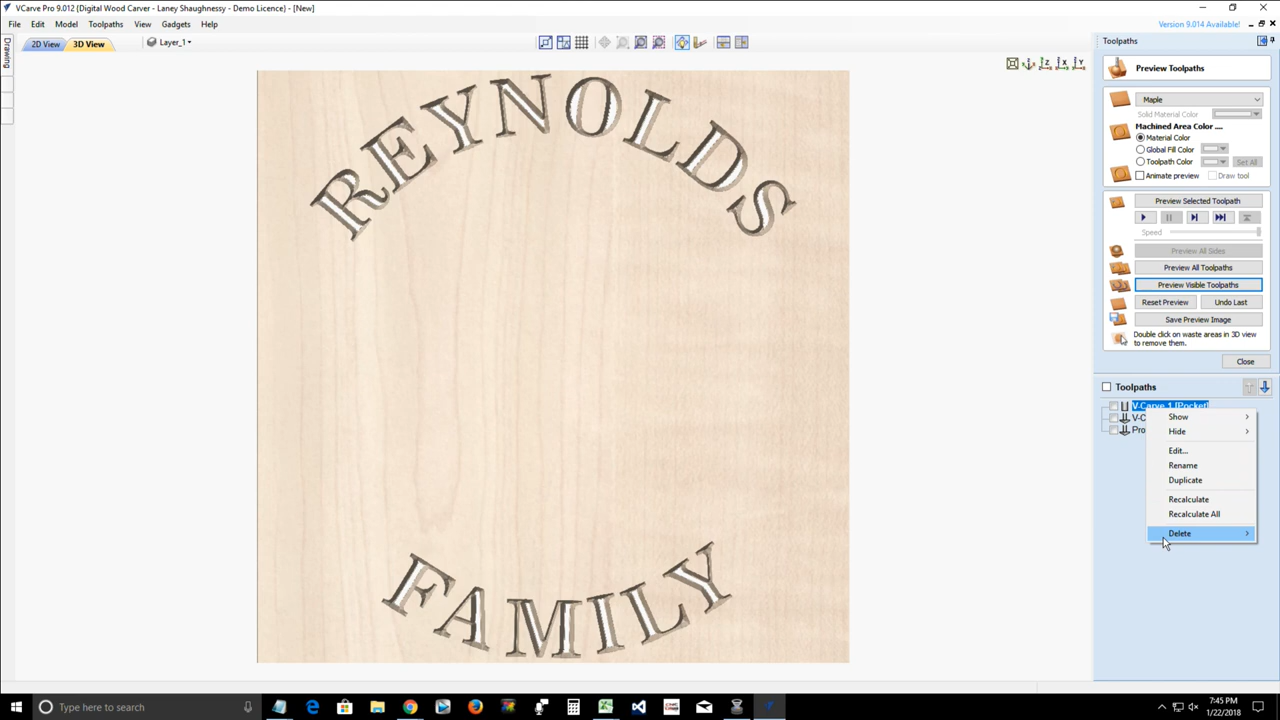 VCarve Pro 9.012 {Digital Wood Carver - Laney Shaughnessy - Demo Licence} - [New]
File Edit Model Toolpaths View Gadgets Help
Version 9.014 Available!
Drawing
2D View 3D View Layer_1
Toolpaths
Preview Toolpaths
Maple
Solid Material Color
Machined Area Color ....
Material Color
Global Fill Color
Toolpath Color Set All
Animate preview Draw tool
Preview Selected Toolpath
Speed
Preview All Sides
Preview All Toolpaths
Preview Visible Toolpaths
Reset Preview Undo Last
Save Preview Image
Double click on waste areas in 3D view
to remove them.
Close
Toolpaths
V-Carve 1 [Pocket]
V-C
Pro
Show
Hide
Edit...
Rename
Duplicate
Recalculate
Recalculate All
Delete
REYNOLDS
FAMILY
Type here to search
7:45 PM
1/22/2018